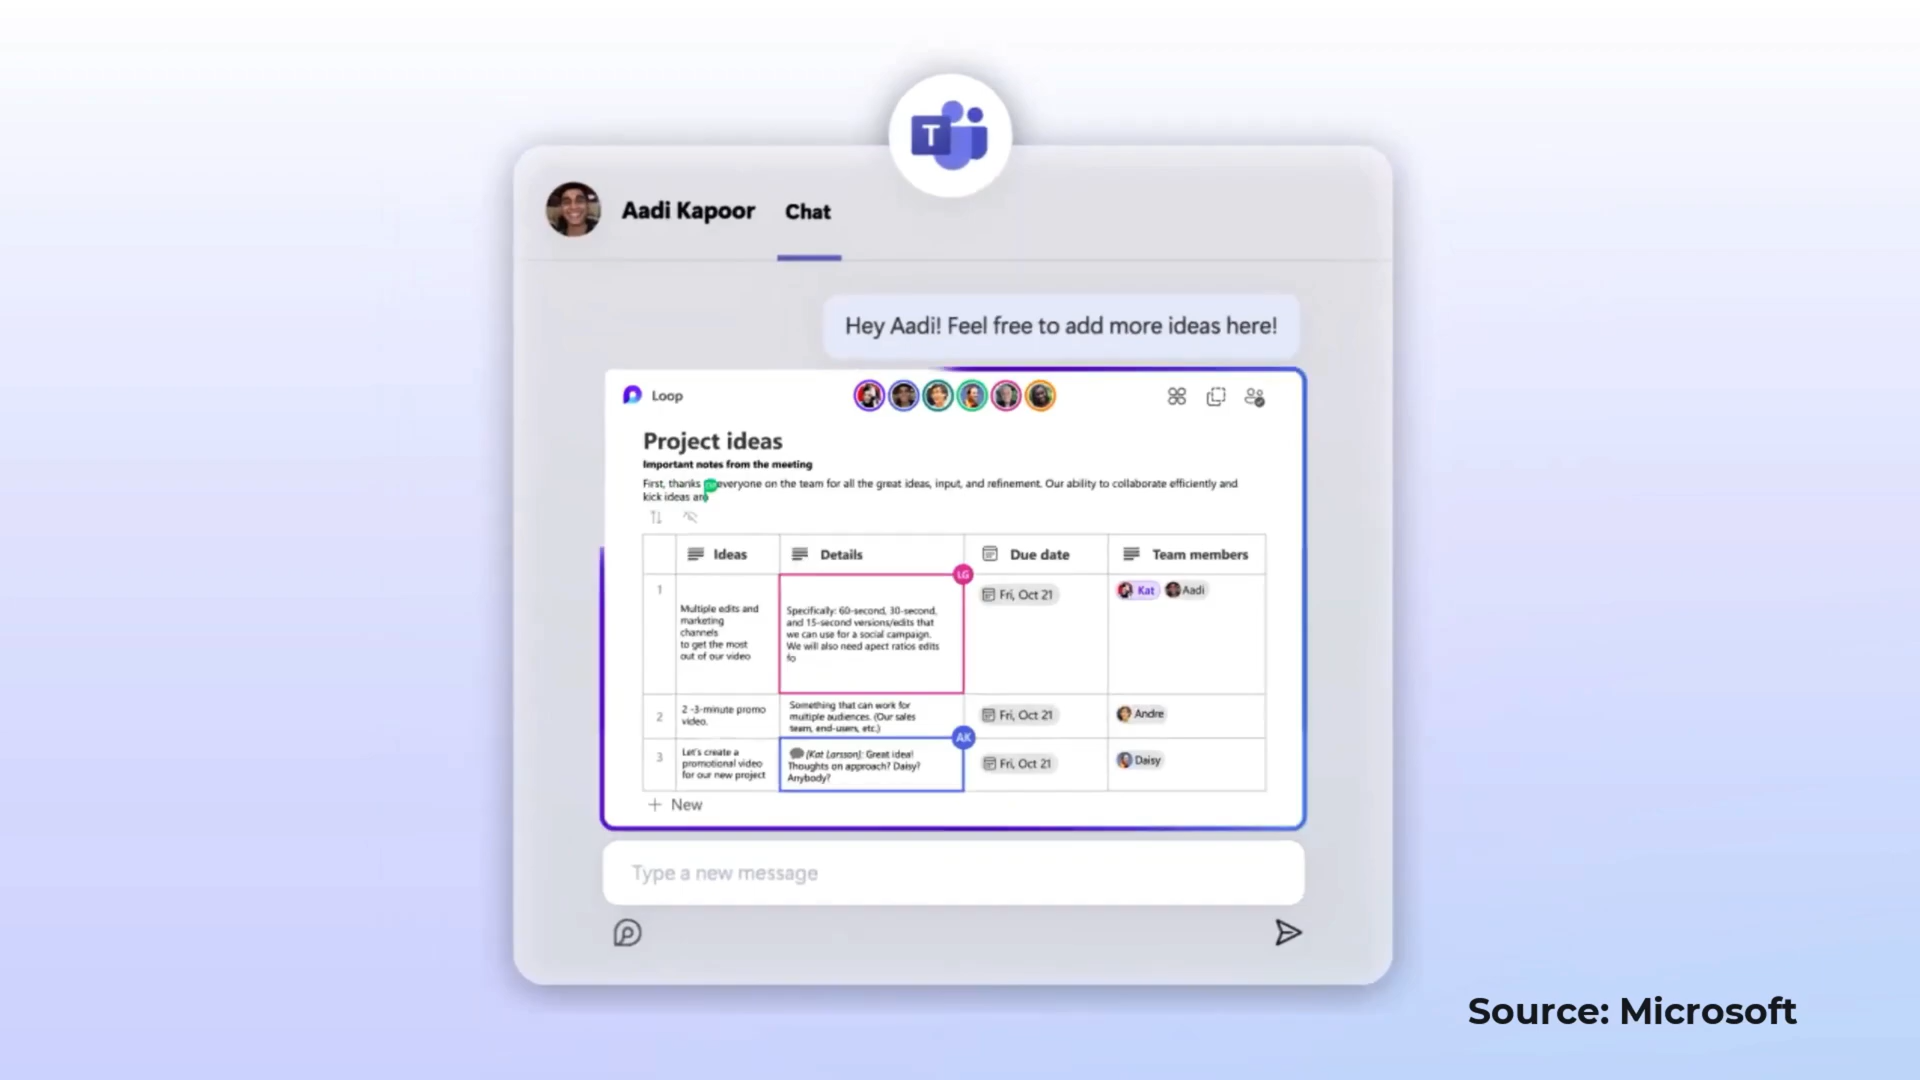 T
Aadi Kapoor Chat
Hey Aadi! Feel free to add more ideas here!
Loop
Project ideas
Important notes from the meeting
First, thanks everyone on the team for all the great ideas, input, and refinement. Our ability to collaborate efficiently and
kick ideas aro
Ideas Details Due date Team members
1
Multiple edits and
marketing
channels
to get the most
out of our video
Specifically: 60-second, 30-second,
and 15-second versions/edits that
we can use for a social campaign.
We will also need apect ratios edits
fo
LG
Fri, Oct 21
Kat Aadi
2
2 -3-minute promo
video.
Something that can work for
multiple audiences. (Our sales
team, end-users, etc.)
Fri, Oct 21
Andre
3
Let's create a
promotional video
for our new project
[Kat Larsson]: Great idea!
Thoughts on approach? Daisy?
Anybody?
AK
Fri, Oct 21
Daisy
+ New
Type a new message
Source: Microsoft